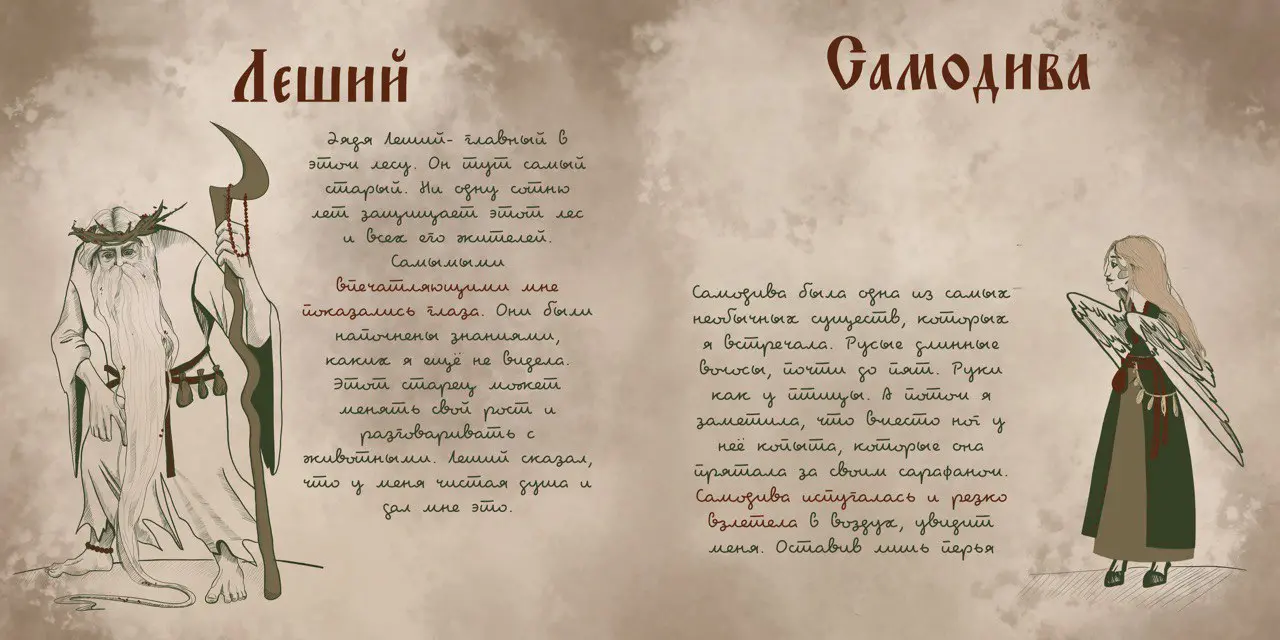 Леший
Дядя Леший- главный в
этом лесу. Он тут самый
старый. Ни одну сотню
лет защищает этот лес
и всех его жителей.
Самымыми
впечатляющими мне
показались глаза. Они были
наполнены знаниями,
каких я ещё не видела.
Этот старец может
менять свой рост и
разговаривать с
животными. Леший сказал,
что у меня чистая душа и
дал мне это.
Самодива
Самодива была одна из самых
необычных существ, которых
я встречала. Русые длинные
волосы, почти до пят. Руки
как у птицы. А потом я
заметила, что вместо ног у
неё копыта, которые она
прятала за своим сарафаном.
Самодива испугалась и резко
взлетела в воздух, увидит
меня. Оставив лишь перья